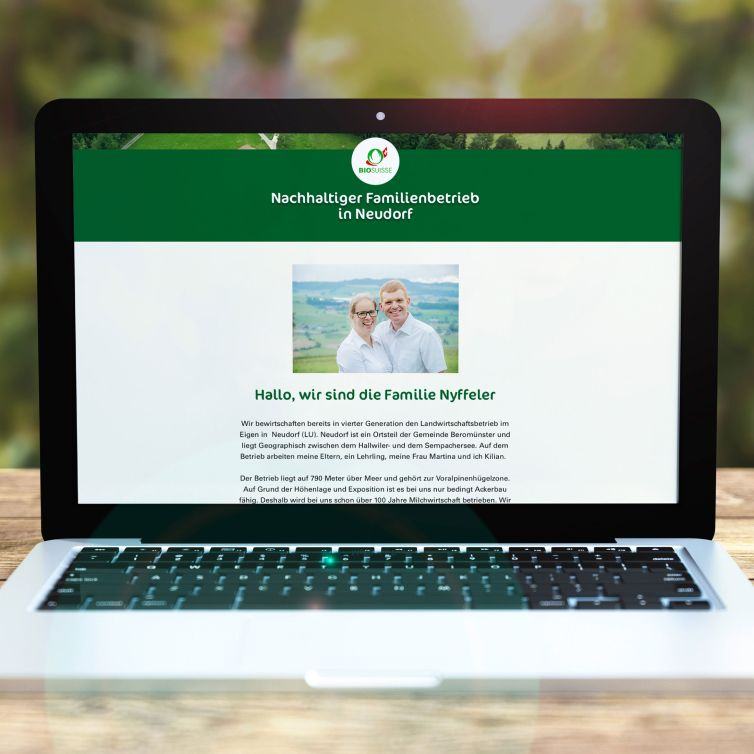 BIOSUISSE
Nachhaltiger Familienbetrieb
in Neudorf
Hallo, wir sind die Familie Nyffeler
Wir bewirtschaften bereits in vierter Generation den Landwirtschaftsbetrieb im
Eigen in Neudorf (LU). Neudorf ist ein Ortsteil der Gemeinde Beromünster und
liegt Geographisch zwischen dem Hallwiler- und dem Sempachersee. Auf dem
Betrieb arbeiten meine Eltern, ein Lehrling, meine Frau Martina und ich Kilian.
Der Betrieb liegt auf 790 Meter über Meer und gehört zur Voralpenhügelzone.
Auf Grund der Höhenlage und Exposition ist es bei uns nur bedingt Ackerbau
fähig. Deshalb wird bei uns schon über 100 Jahre Milchwirtschaft betrieben. Wir